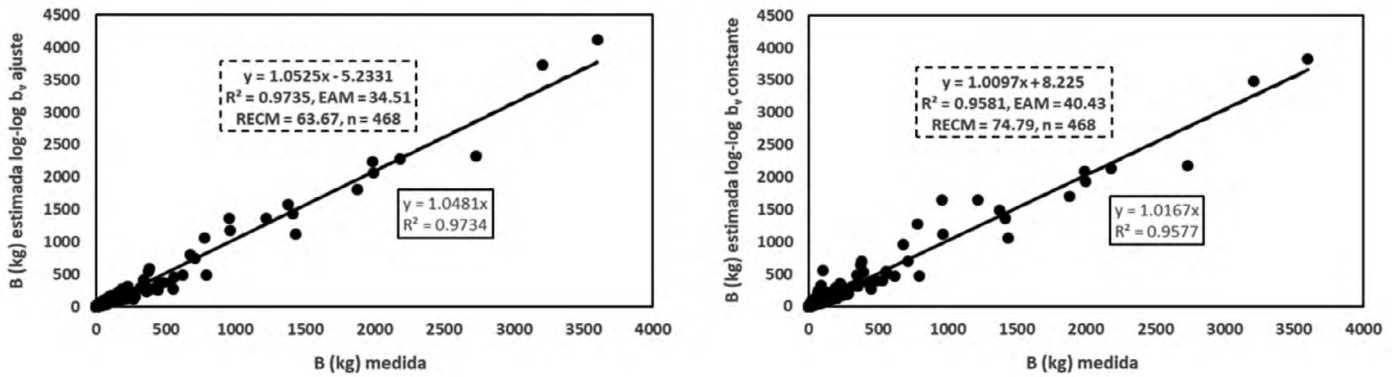 B (kg) estimada log-log bᵥ ajuste
4500
4000
3500
3000
2500
2000
1500
1000
500
0
y = 1.0525x - 5.2331
R² = 0.9735, EAM = 34.51
RECM = 63.67, n = 468
y = 1.0481x
R² = 0.9734
0 500 1000 1500 2000 2500 3000 3500 4000
B (kg) medida
B (kg) estimada log-log bᵥ constante
4500
4000
3500
3000
2500
2000
1500
1000
500
0
y = 1.0097x + 8.225
R² = 0.9581, EAM = 40.43
RECM = 74.79, n = 468
y = 1.0167x
R² = 0.9577
0 500 1000 1500 2000 2500 3000 3500 4000
B (kg) medida